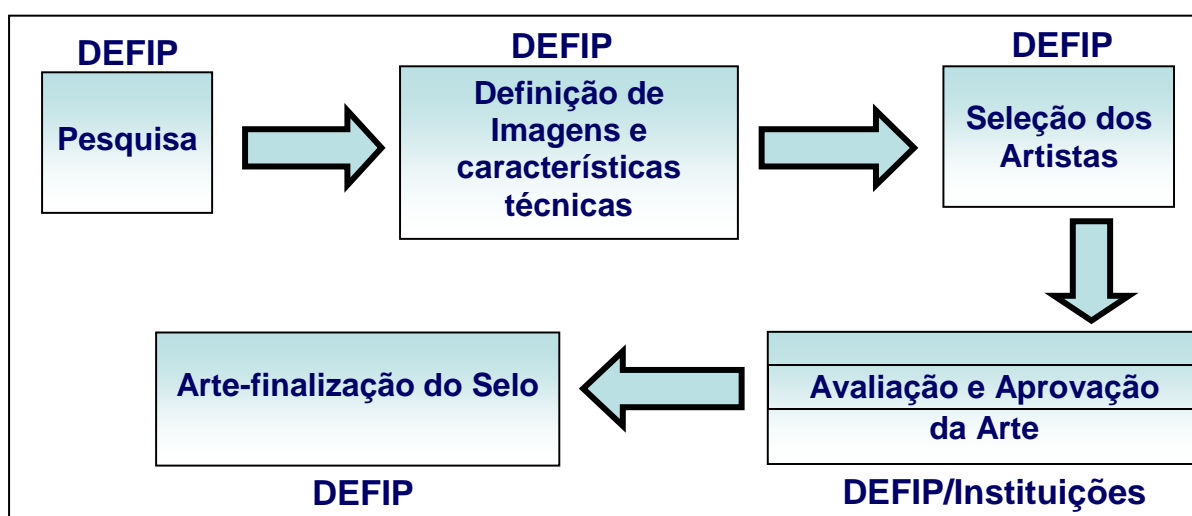 DEFIP
Pesquisa
DEFIP
Definição de
Imagens e
característísticas
técnicas
DEFIP
Seleção dos
Artistas
Avaliação e Aprovação
da Arte
DEFIP/Instituições
Arte-finalização do Selo
DEFIP